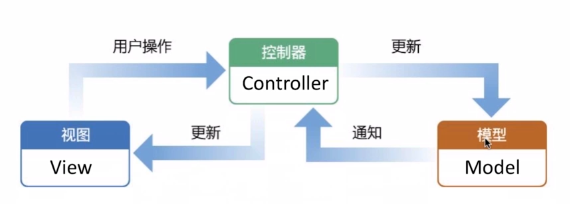 用户操作
控制器
Controller
更新
视图
View
更新
通知
模型
Model